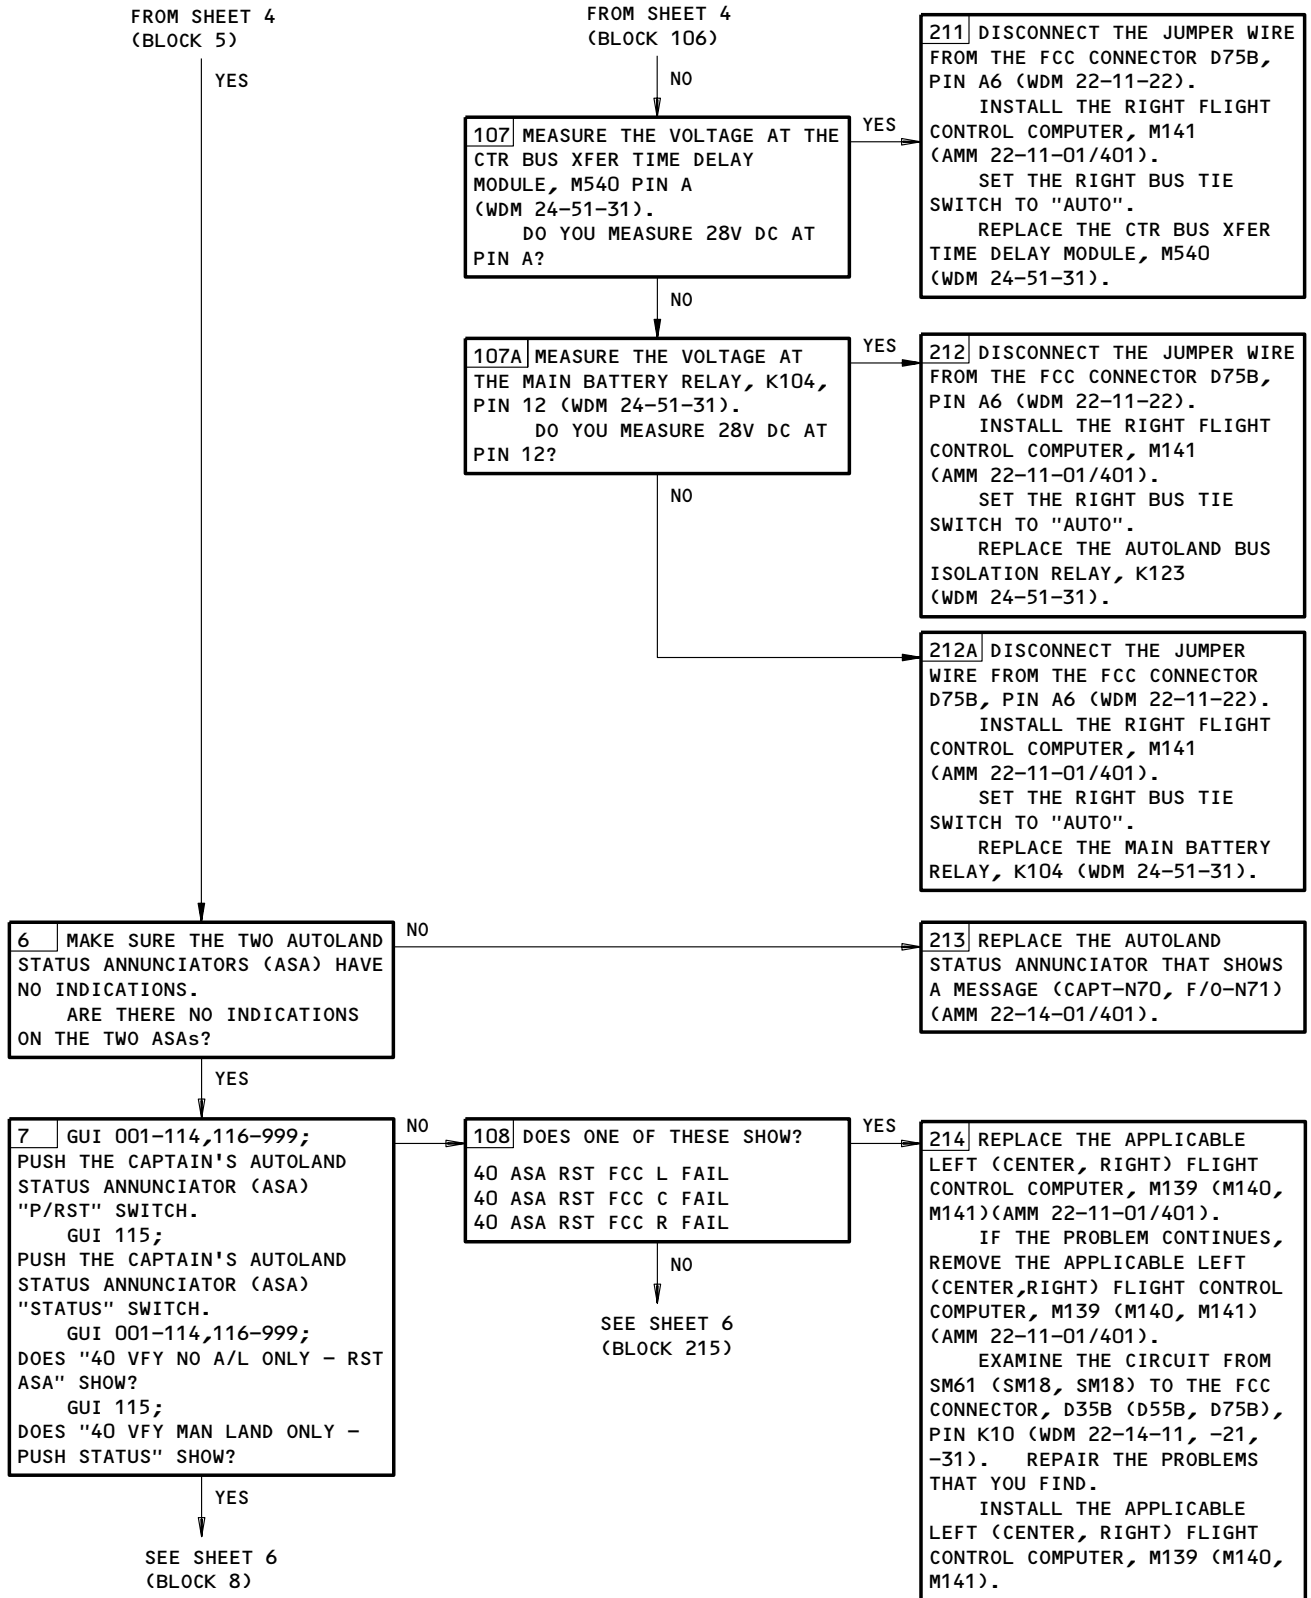 FROM SHEET 4
(BLOCK 5)
YES
FROM SHEET 4
(BLOCK 106)
NO
107 MEASURE THE VOLTAGE AT THE
CTR BUS XFER TIME DELAY
MODULE, M540 PIN A
(WDM 24-51-31).
DO YOU MEASURE 28V DC AT
PIN A?
YES
211 DISCONNECT THE JUMPER WIRE
FROM THE FCC CONNECTOR D75B,
PIN A6 (WDM 22-11-22).
INSTALL THE RIGHT FLIGHT
CONTROL COMPUTER, M141
(AMM 22-11-01/401).
SET THE RIGHT BUS TIE
SWITCH TO "AUTO".
REPLACE THE CTR BUS XFER
TIME DELAY MODULE, M540
(WDM 24-51-31).
NO
107A MEASURE THE VOLTAGE AT
THE MAIN BATTERY RELAY, K104,
PIN 12 (WDM 24-51-31).
DO YOU MEASURE 28V DC AT
PIN 12?
YES
212 DISCONNECT THE JUMPER WIRE
FROM THE FCC CONNECTOR D75B,
PIN A6 (WDM 22-11-22).
INSTALL THE RIGHT FLIGHT
CONTROL COMPUTER, M141
(AMM 22-11-01/401).
SET THE RIGHT BUS TIE
SWITCH TO "AUTO".
REPLACE THE AUTOLAND BUS
ISOLATION RELAY, K123
(WDM 24-51-31).
NO
212A DISCONNECT THE JUMPER
WIRE FROM THE FCC CONNECTOR
D75B, PIN A6 (WDM 22-11-22).
INSTALL THE RIGHT FLIGHT
CONTROL COMPUTER, M141
(AMM 22-11-01/401).
SET THE RIGHT BUS TIE
SWITCH TO "AUTO".
REPLACE THE MAIN BATTERY
RELAY, K104 (WDM 24-51-31).
6 MAKE SURE THE TWO AUTOLAND
STATUS ANNUNCIATORS (ASA) HAVE
NO INDICATIONS.
ARE THERE NO INDICATIONS
ON THE TWO ASAs?
NO
213 REPLACE THE AUTOLAND
STATUS ANNUNCIATOR THAT SHOWS
A MESSAGE (CAPT-N70, F/O-N71)
(AMM 22-14-01/401).
YES
7 GUI 001-114,116-999;
PUSH THE CAPTAIN'S AUTOLAND
STATUS ANNUNCIATOR (ASA)
"P/RST" SWITCH.
GUI 115;
PUSH THE CAPTAIN'S AUTOLAND
STATUS ANNUNCIATOR (ASA)
"STATUS" SWITCH.
GUI 001-114,116-999;
DOES "40 VFY NO A/L ONLY - RST
ASA" SHOW?
GUI 115;
DOES "40 VFY MAN LAND ONLY -
PUSH STATUS" SHOW?
NO
108 DOES ONE OF THESE SHOW?
40 ASA RST FCC L FAIL
40 ASA RST FCC C FAIL
40 ASA RST FCC R FAIL
YES
214 REPLACE THE APPLICABLE
LEFT (CENTER, RIGHT) FLIGHT
CONTROL COMPUTER, M139 (M140,
M141)(AMM 22-11-01/401).
IF THE PROBLEM CONTINUES,
REMOVE THE APPLICABLE LEFT
(CENTER,RIGHT) FLIGHT CONTROL
COMPUTER, M139 (M140, M141)
(AMM 22-11-01/401).
EXAMINE THE CIRCUIT FROM
SM61 (SM18, SM18) TO THE FCC
CONNECTOR, D35B (D55B, D75B),
PIN K10 (WDM 22-14-11, -21,
-31). REPAIR THE PROBLEMS
THAT YOU FIND.
INSTALL THE APPLICABLE
LEFT (CENTER, RIGHT) FLIGHT
CONTROL COMPUTER, M139 (M140,
M141).
NO
SEE SHEET 6
(BLOCK 215)
YES
SEE SHEET 6
(BLOCK 8)